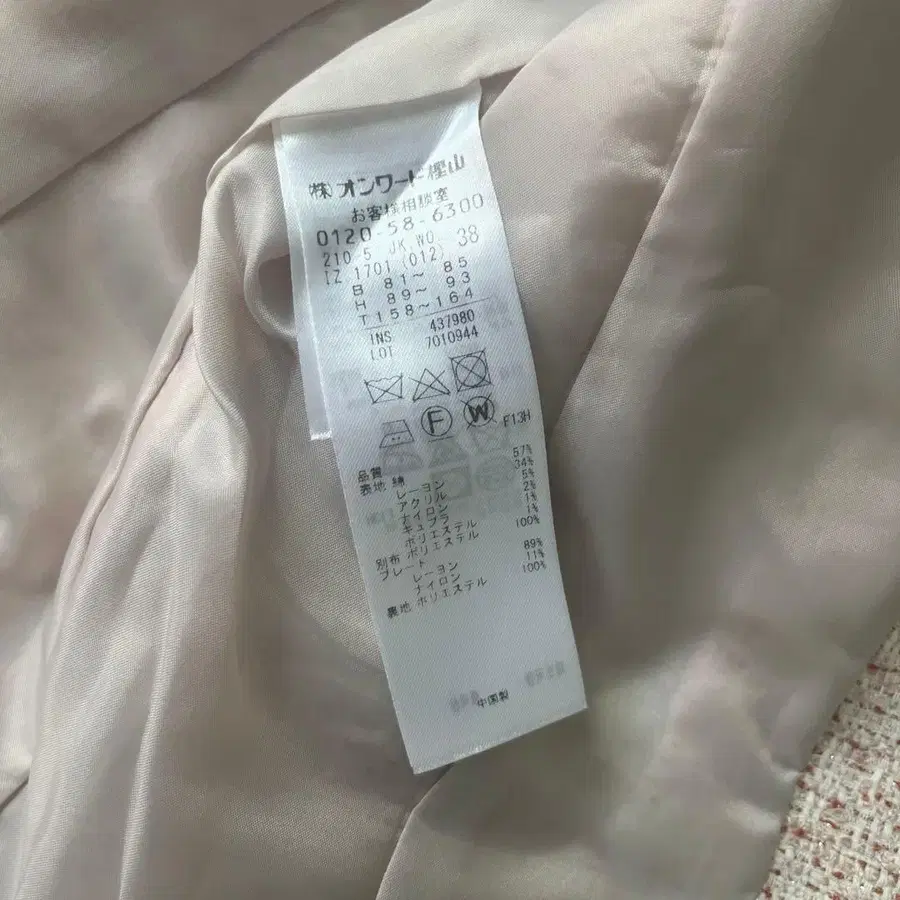 ㈱オンワード樫山
お客様相談室
0120-58-6300
210-5 JK.WO. 38
IZ 1701 (012)
B 81～ 85
H 89～ 93
T 158～164
INS 437980
LOT 7010944
F W F13H
品質
表地 綿 57%
レーヨン 34%
アクリル 5%
ナイロン 2%
キュプラ 1%
ポリエステル 1%
別布 ポリエステル 100%
ブレード
レーヨン 89%
ナイロン 11%
裏地 ポリエステル 100%
中国製